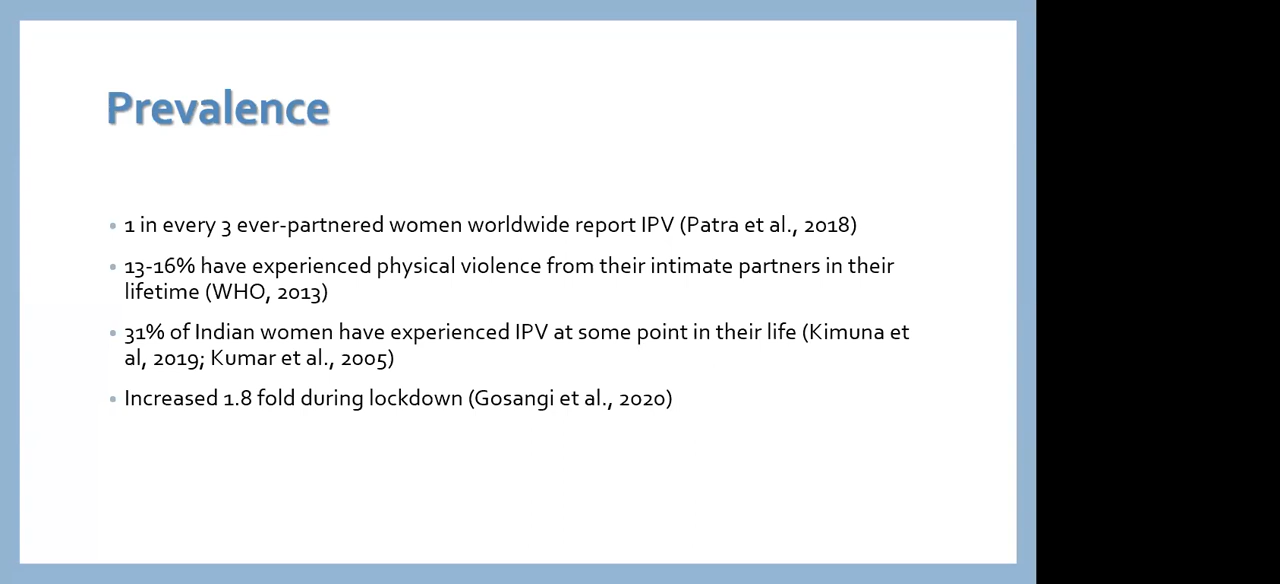 Prevalence
• 1 in every 3 ever-partnered women worldwide report IPV (Patra et al., 2018)
• 13-16% have experienced physical violence from their intimate partners in their
lifetime (WHO, 2013)
• 31% of Indian women have experienced IPV at some point in their life (Kimuna et
al, 2019; Kumar et al., 2005)
• Increased 1.8 fold during lockdown (Gosangi et al., 2020)